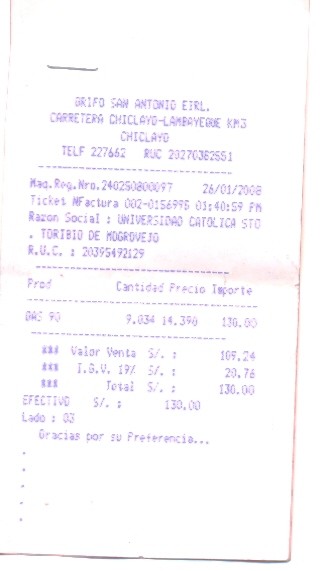 GRIFO SAN ANTONIO EIRL.
CARRETERA CHICLAYO-LAMBAYEQUE KM3
CHICLAYO
TELF 227662 RUC 20270382551
Maq.Reg.Nro.240250800097 26/01/2008
Ticket NFactura 002-0156995 01:40:59 PM
Razon Social : UNIVERSIDAD CATOLICA STO
. TORIBIO DE MOGROVEJO
R.U.C. : 20395492129
Prod Cantidad Precio Importe
GAS 90 9.034 14.390 130.00
### Valor Venta S/. : 109.24
### I.G.V. 19% S/. : 20.76
### Total S/. : 130.00
EFECTIVO S/. : 130.00
Lado : 03
Gracias por su Preferencia...